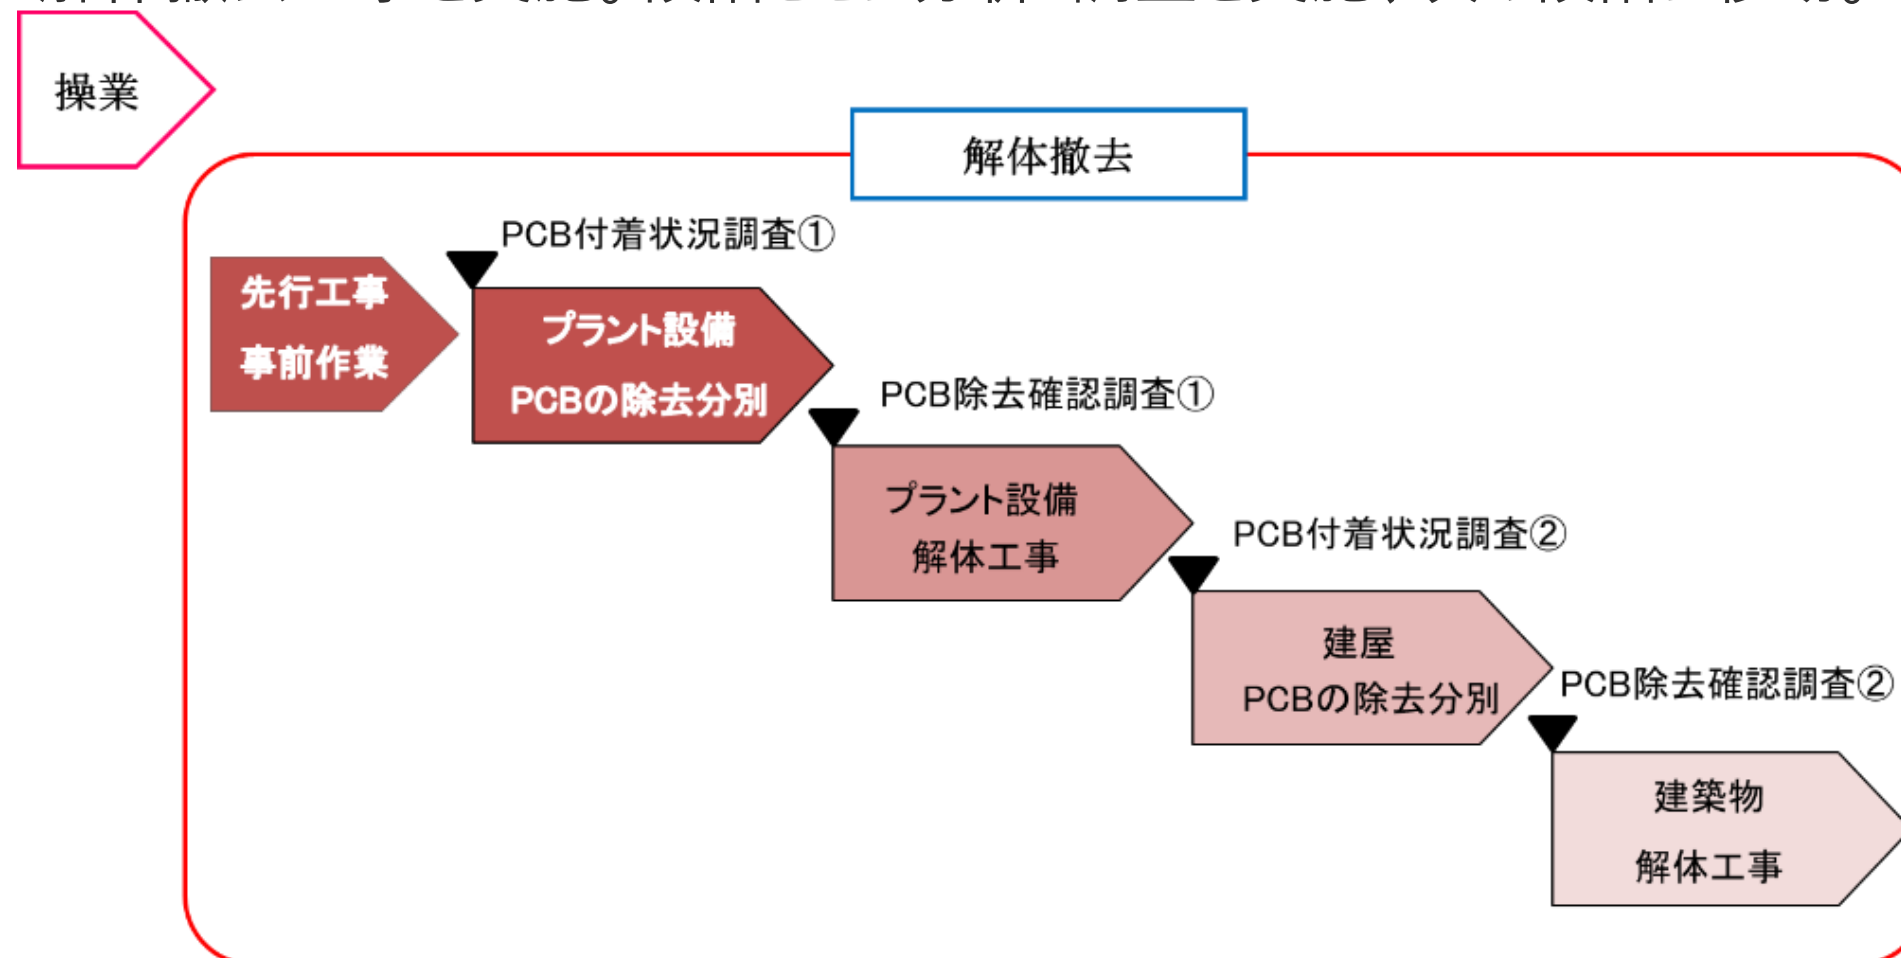 操業
解体撤去
PCB付着状況調査①
先行工事
事前作業
プラント設備
PCBの除去分別
PCB除去確認調査①
プラント設備
解体工事
PCB付着状況調査②
建屋
PCBの除去分別
PCB除去確認調査②
建築物
解体工事